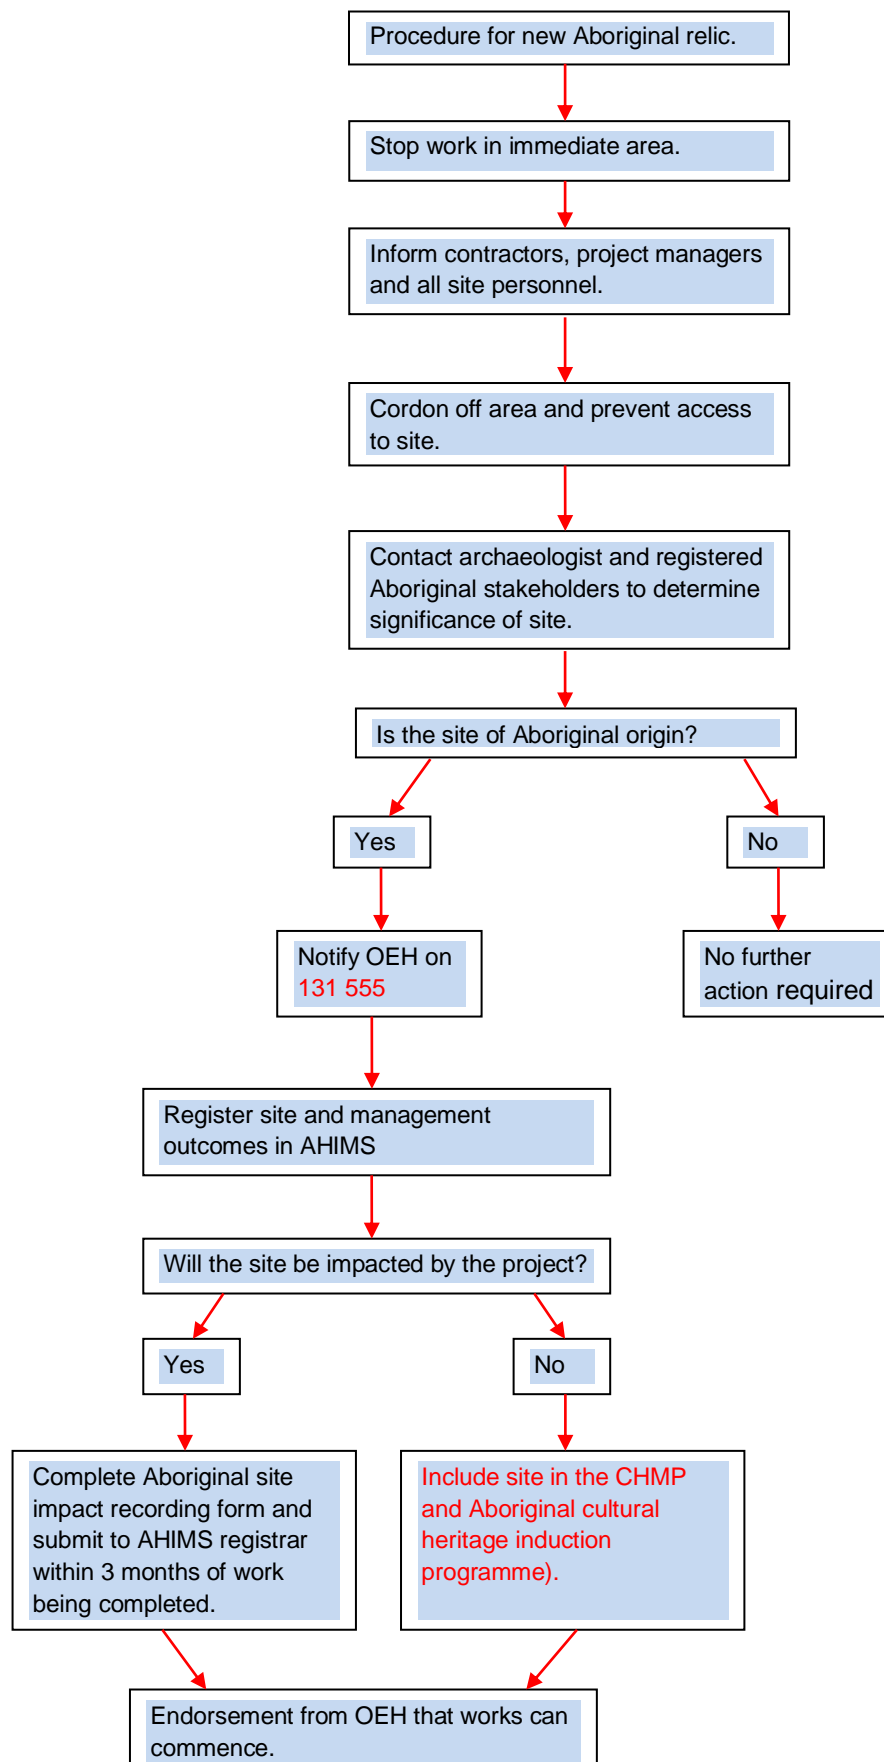 Procedure for new Aboriginal relic.
Stop work in immediate area.
Inform contractors, project managers
and all site personnel.
Cordon off area and prevent access
to site.
Contact archaeologist and registered
Aboriginal stakeholders to determine
significance of site.
Is the site of Aboriginal origin?
Yes
No
Notify OEH on
131 555
No further
action required
Register site and management
outcomes in AHIMS
Will the site be impacted by the project?
Yes
No
Complete Aboriginal site
impact recording form and
submit to AHIMS registrar
within 3 months of work
being completed.
Include site in the CHMP
and Aboriginal cultural
heritage induction
programme).
Endorsement from OEH that works can
commence.